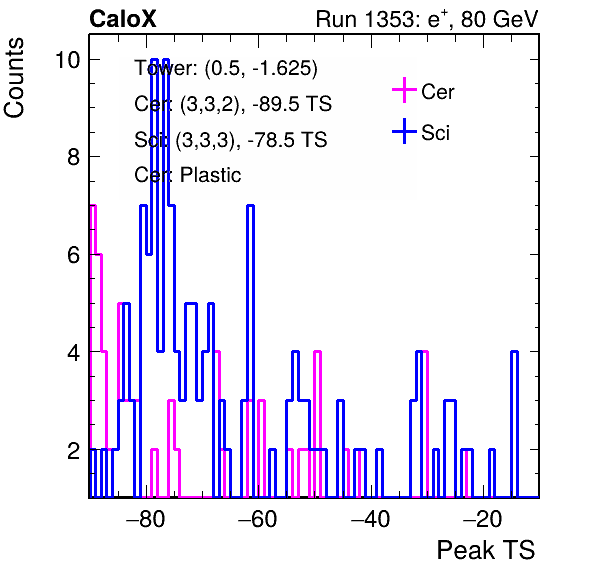 CaloX Run 1353: e⁺, 80 GeV
Counts
10
8
6
4
2
Tower: (0.5, -1.625)
Cer: (3,3,2), -89.5 TS
Sci: (3,3,3), -78.5 TS
Cer: Plastic
Cer
Sci
−80 −60 −40 −20
Peak TS